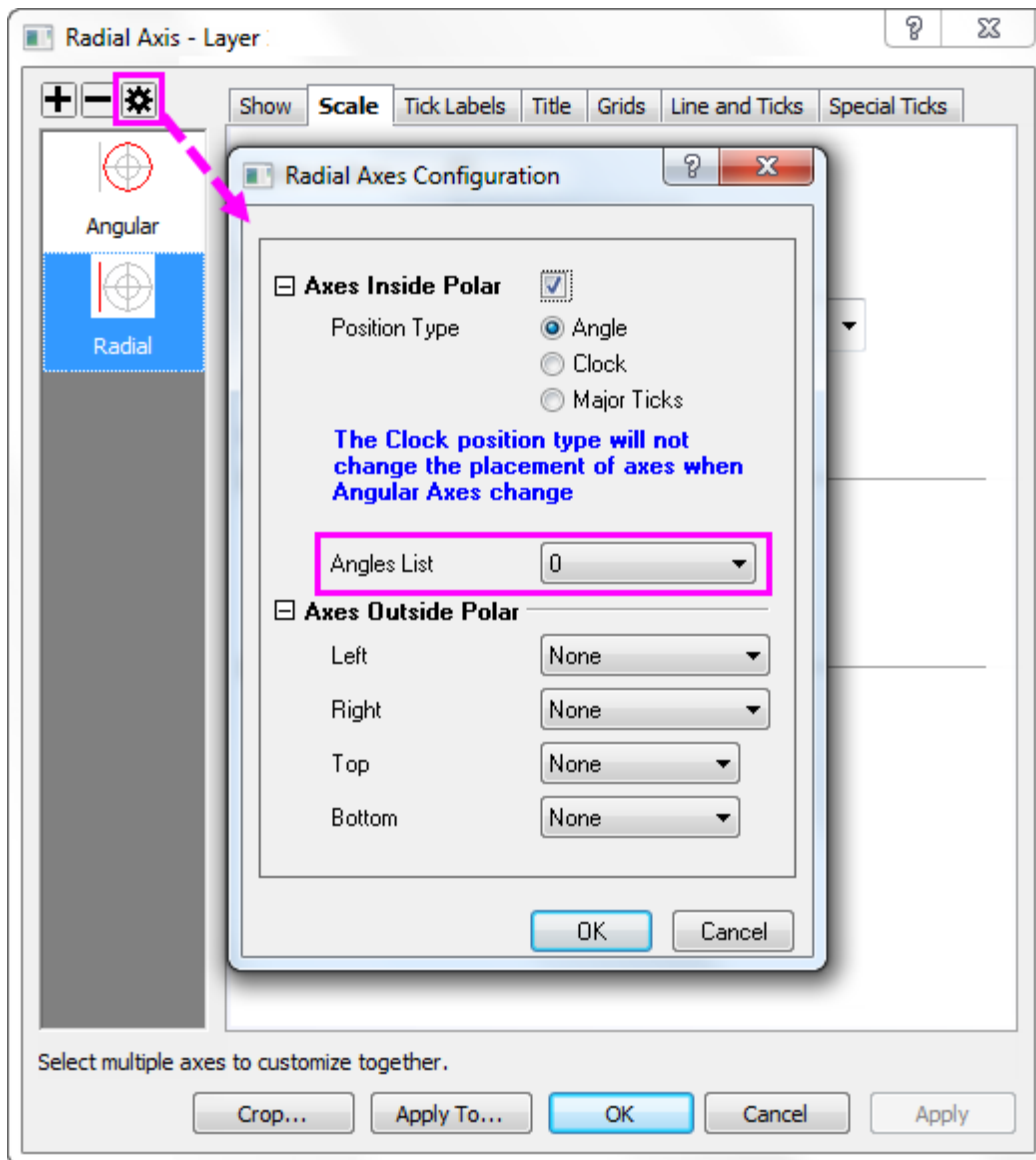 Radial Axis - Layer
Show Scale Tick Labels Title Grids Line and Ticks Special Ticks
Angular
Radial
Radial Axes Configuration
Axes Inside Polar
Position Type
Angle
Clock
Major Ticks
The Clock position type will not
change the placement of axes when
Angular Axes change
Angles List 0
Axes Outside Polar
Left None
Right None
Top None
Bottom None
OK Cancel
Select multiple axes to customize together.
Crop... Apply To... OK Cancel Apply